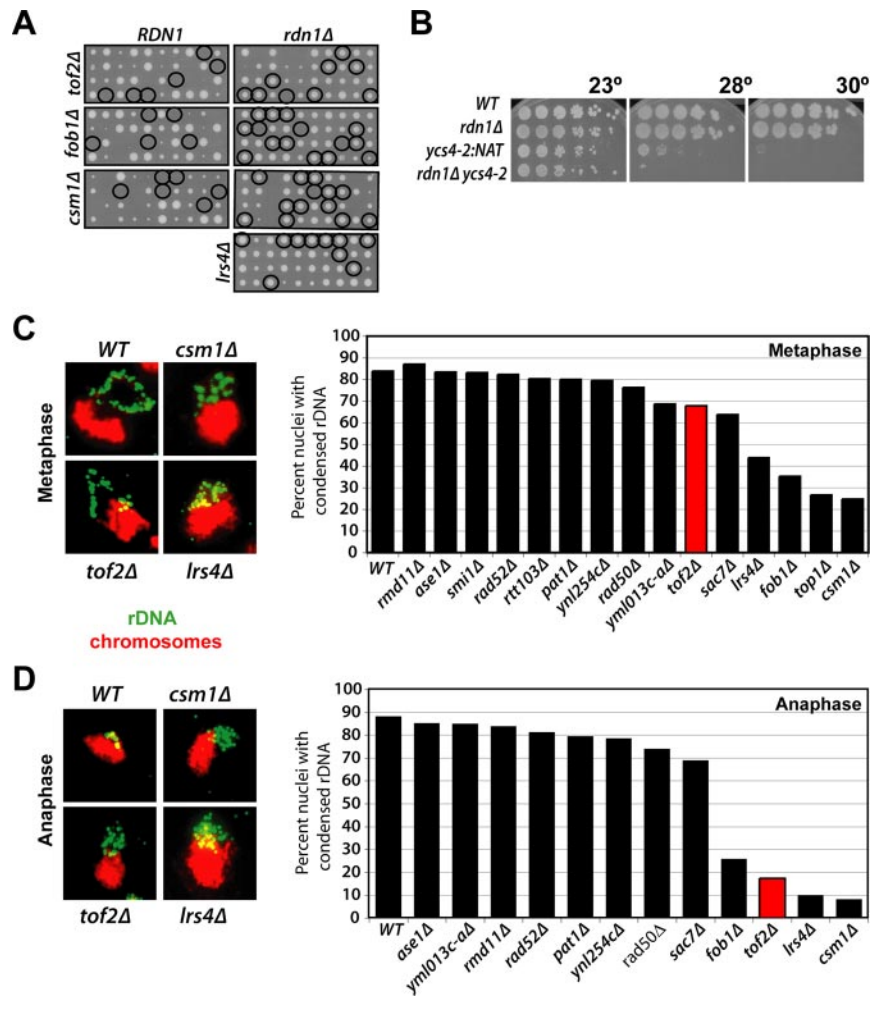 A
RDN1
rdn1Δ
tof2Δ
fob1Δ
csm1Δ
lrs4Δ
B
23º
28º
30º
WT
rdn1Δ
ycs4-2:NAT
rdn1Δ ycs4-2
C
WT
csm1Δ
Metaphase
tof2Δ
lrs4Δ
rDNA
chromosomes
Percent nuclei with
condensed rDNA
100
90
80
70
60
50
40
30
20
10
0
Metaphase
WT
rmd11Δ
ase1Δ
smi1Δ
rad52Δ
rtt103Δ
pat1Δ
ynl254cΔ
rad50Δ
yml013c-aΔ
tof2Δ
sac7Δ
lrs4Δ
fob1Δ
top1Δ
csm1Δ
D
WT
csm1Δ
Anaphase
tof2Δ
lrs4Δ
Percent nuclei with
condensed rDNA
100
90
80
70
60
50
40
30
20
10
0
Anaphase
WT
ase1Δ
yml013c-aΔ
rmd11Δ
rad52Δ
pat1Δ
ynl254cΔ
rad50Δ
sac7Δ
fob1Δ
tof2Δ
lrs4Δ
csm1Δ